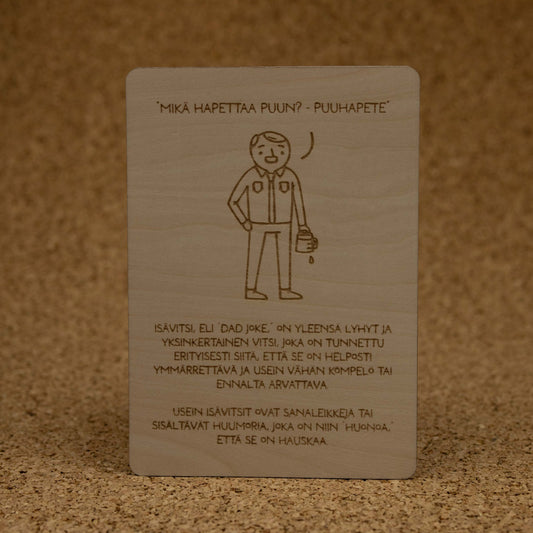 "MIKÄ HAPETTAA PUUN? - PUUHAPETE"
ISÄVITSI, ELI "DAD JOKE," ON YLEENSÄ LYHYT JA
YKSINKERTAINEN VITSI, JOKA ON TUNNETTU
ERITYISESTI SIITÄ, ETTÄ SE ON HELPOSTI
YMMÄRRETTÄVÄ JA USEIN VÄHÄN KÖMPELÖ TAI
ENNALTA ARVATTAVA.
USEIN ISÄVITSIT OVAT SANALEIKKEJÄ TAI
SISÄLTÄVÄT HUUMORIA, JOKA ON NIIN "HUONOA,"
ETTÄ SE ON HAUSKAA.